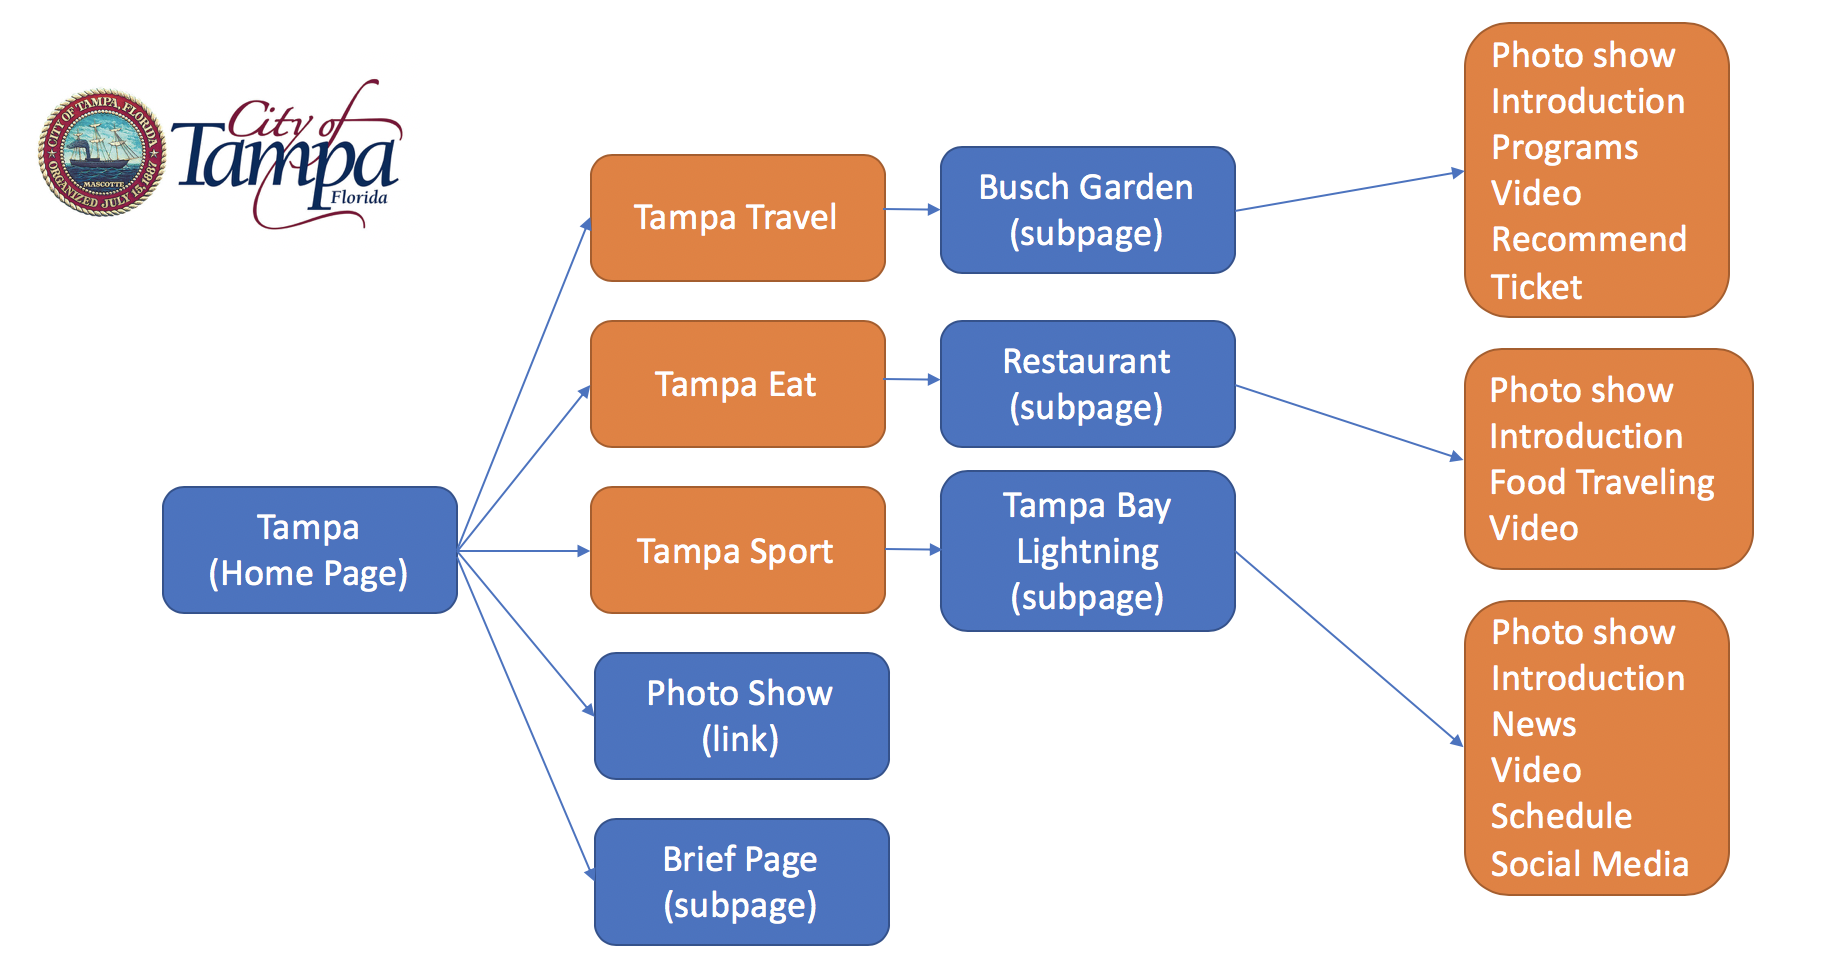 CITY OF TAMPA, FLORIDA
MASCOTTE
ORGANIZED JULY 15, 1887
City of
Tampa
Florida
Tampa
(Home Page)
Tampa Travel
Tampa Eat
Tampa Sport
Photo Show
(link)
Brief Page
(subpage)
Busch Garden
(subpage)
Restaurant
(subpage)
Tampa Bay
Lightning
(subpage)
Photo show
Introduction
Programs
Video
Recommend
Ticket
Photo show
Introduction
Food Traveling
Video
Photo show
Introduction
News
Video
Schedule
Social Media